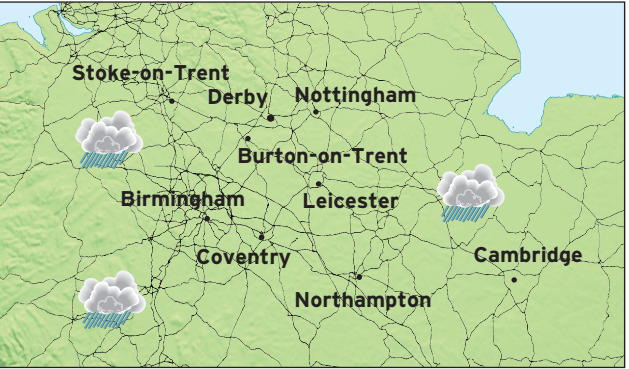 Stoke-on-Trent
Derby
Nottingham
Burton-on-Trent
Birmingham
Leicester
Coventry
Cambridge
Northampton